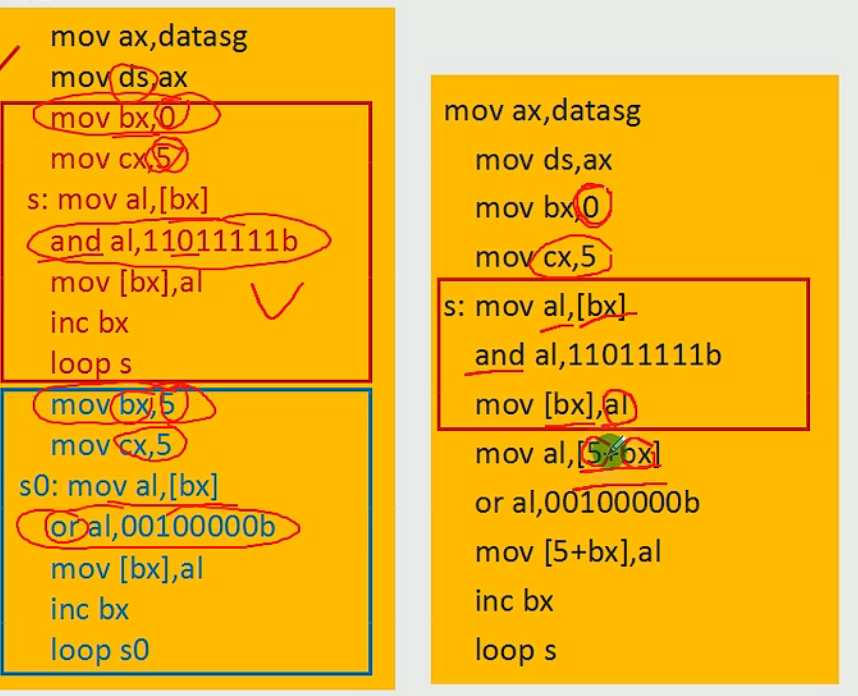 mov ax,datasg
mov ds,ax
mov bx,0
mov cx,5
s: mov al,[bx]
and al,11011111b
mov [bx],al
inc bx
loop s
mov bx,5
mov cx,5
s0: mov al,[bx]
or al,00100000b
mov [bx],al
inc bx
loop s0
mov ax,datasg
mov ds,ax
mov bx,0
mov cx,5
s: mov al,[bx]
and al,11011111b
mov [bx],al
mov al,[5+bx]
or al,00100000b
mov [5+bx],al
inc bx
loop s